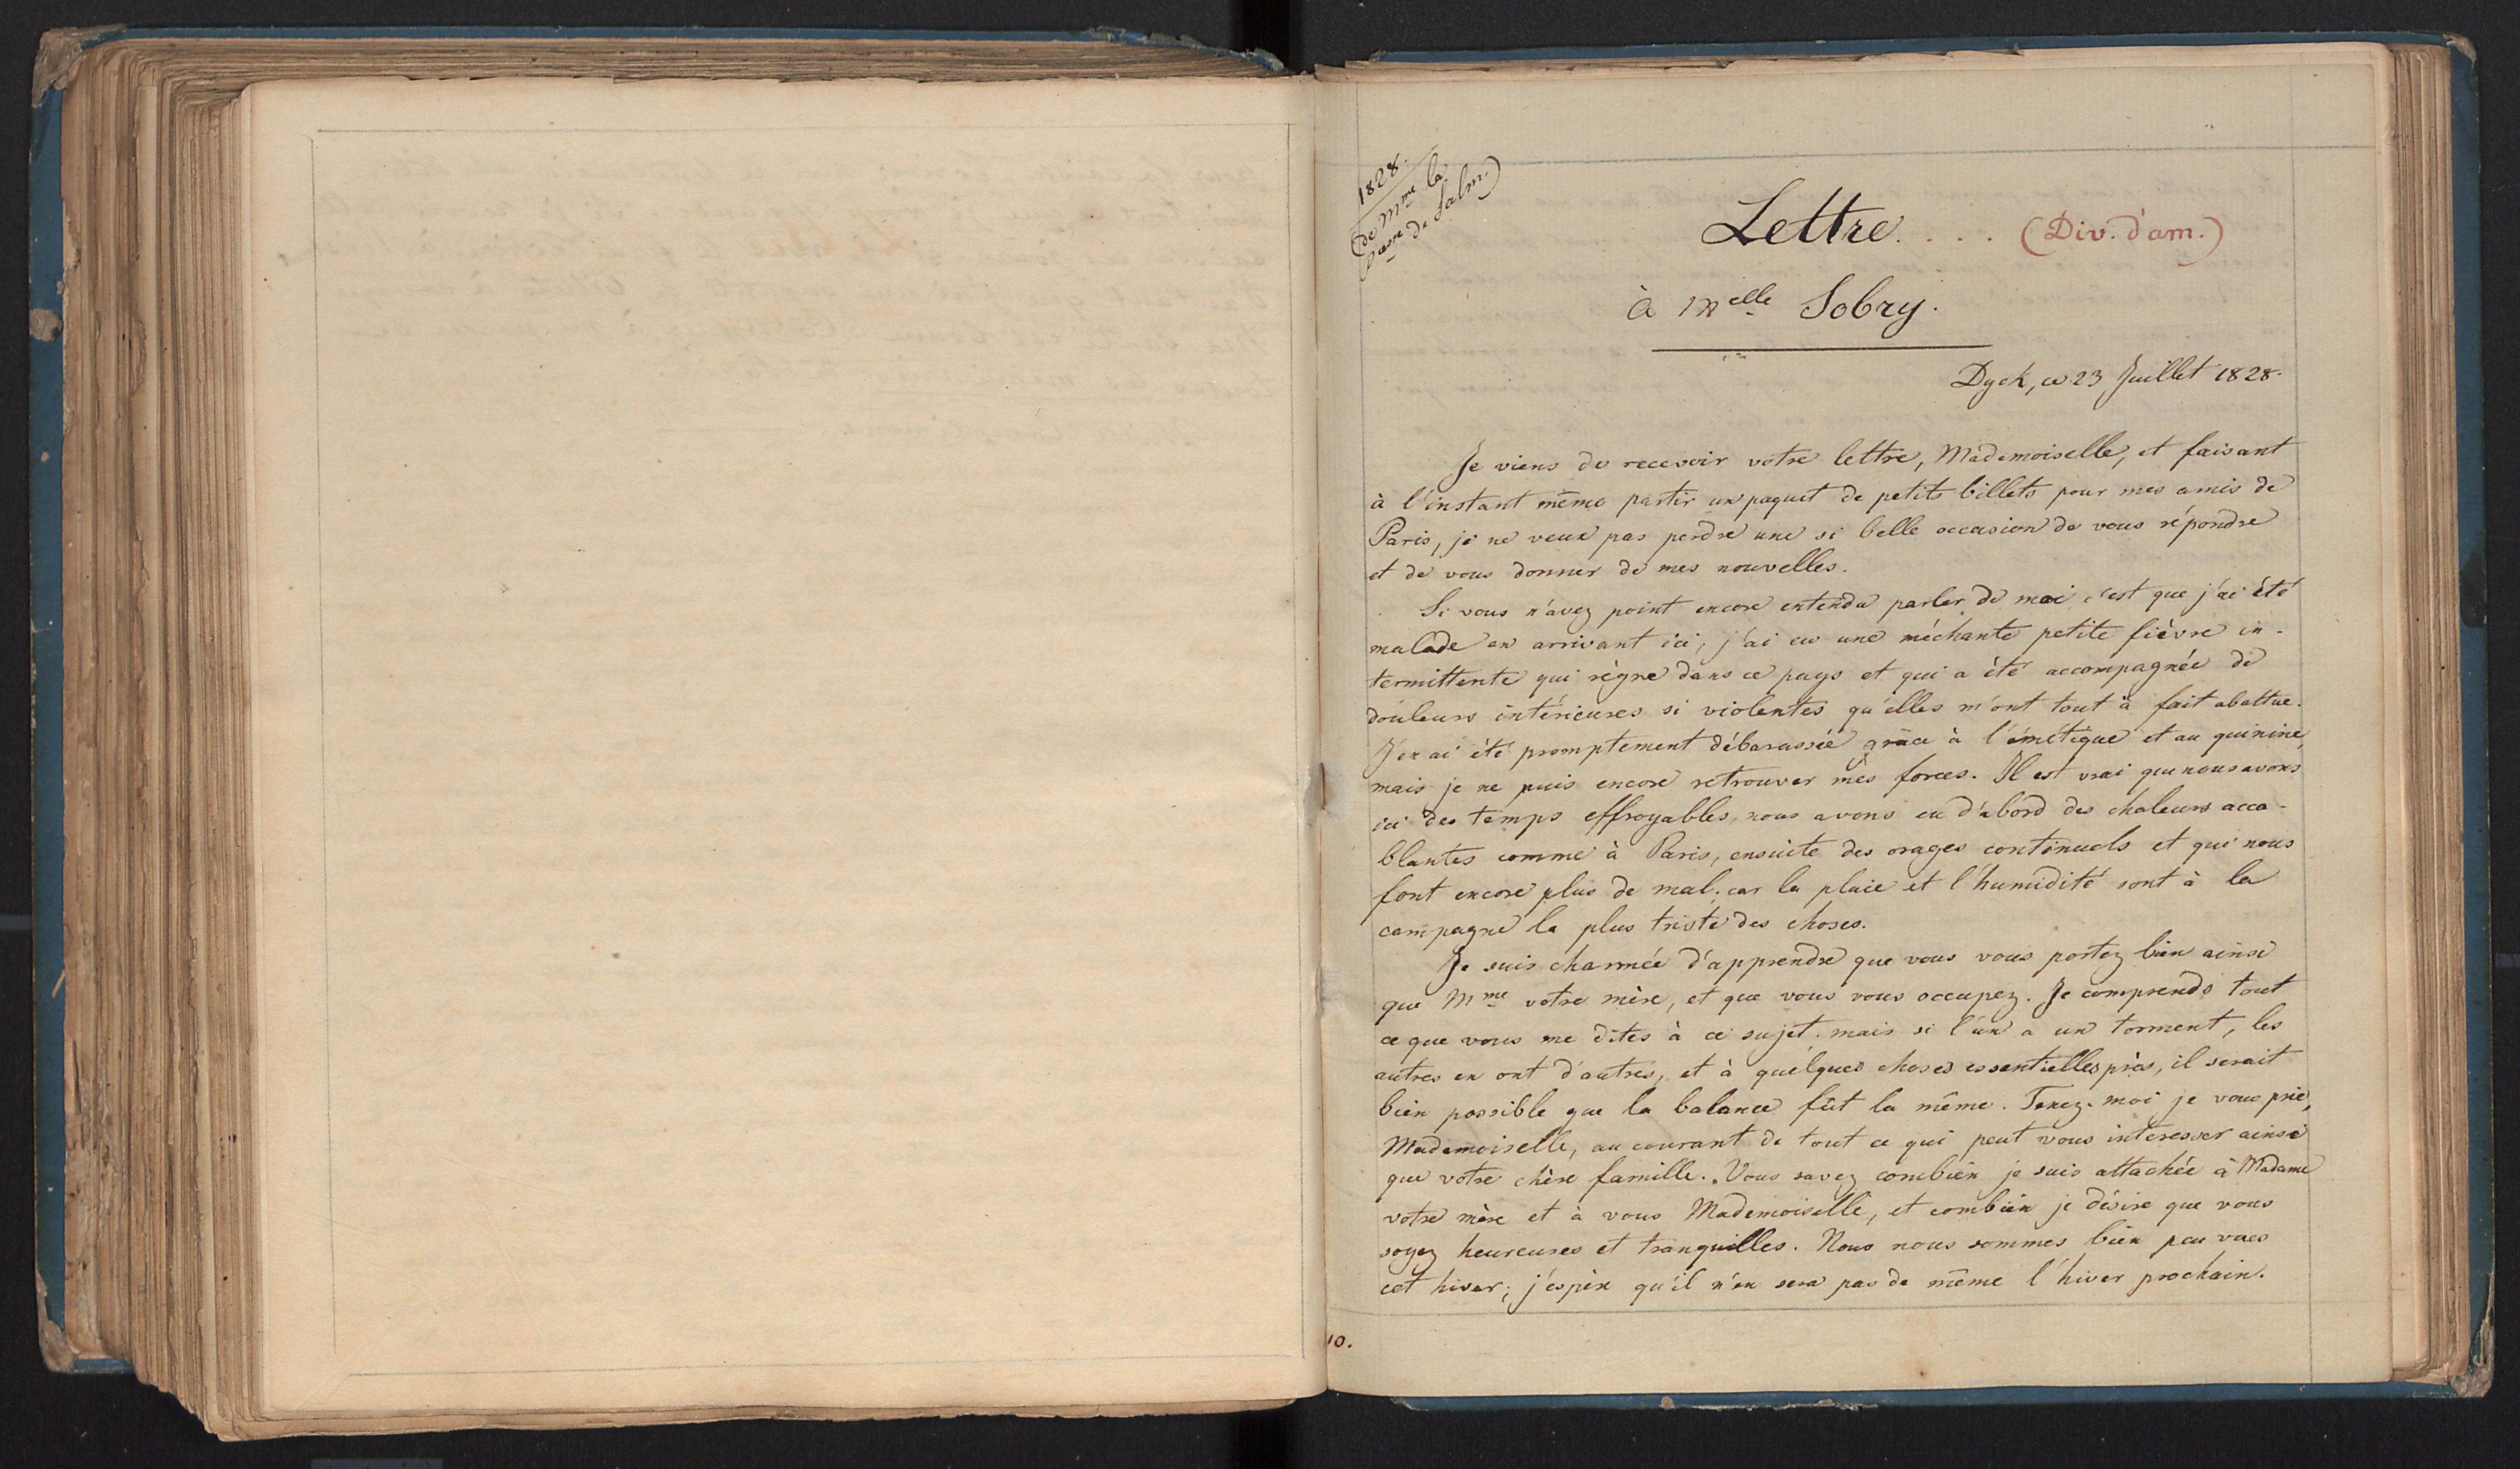 1828.
(de Mme la
Pcesse de Salm.)
Lettre. . . . (Div. d'am.)
à Melle Sobry.
Dyck, ce 23 Juillet 1828.
Je viens de recevoir votre lettre, Mademoiselle, et faisant
à l'instant même partir un paquet de petits billets pour mes amis de
Paris, je ne veux pas perdre une si belle occasion de vous répondre
et de vous donner de mes nouvelles.
Si vous n'avez point encore entendu parler de moi, c'est que j'ai été
malade en arrivant ici; j'ai eu une méchante petite fièvre in-
termittente qui règne dans ce pays et qui a été accompagnée de
douleurs intérieures si violentes qu'elles m'ont tout à fait abattue.
J'en ai été promptement débarassée grâce à l'émétique et au quinine,
mais je ne puis encore retrouver mes forces. Il est vrai que nous avons
ici des temps effroyables, nous avons eu d'abord des chaleurs acca-
blantes comme à Paris, ensuite des orages continuels et qui nous
font encore plus de mal, car la pluie et l'humidité sont à la
campagne la plus triste des choses.
Je suis charmée d'apprendre que vous vous portez bien ainsi
que Mme votre mère, et que vous vous occupez. Je comprends tout
ce que vous me dites à ce sujet. mais si l'un a un torment, les
autres en ont d'autres, et à quelques choses essentielles près, il serait
bien possible que la balance fût la même. Tenez-moi je vous prie,
Mademoiselle, au courant de tout ce qui peut vous interesser ainsi
que votre chère famille. Vous savez combien je suis attachée à Madame
votre mère et à vous Mademoiselle, et combien je désire que vous
soyez heureuses et tranquilles. Nous nous sommes bien peu vues
cet hiver; j'espère qu'il n'en sera pas de même l'hiver prochain.
10.